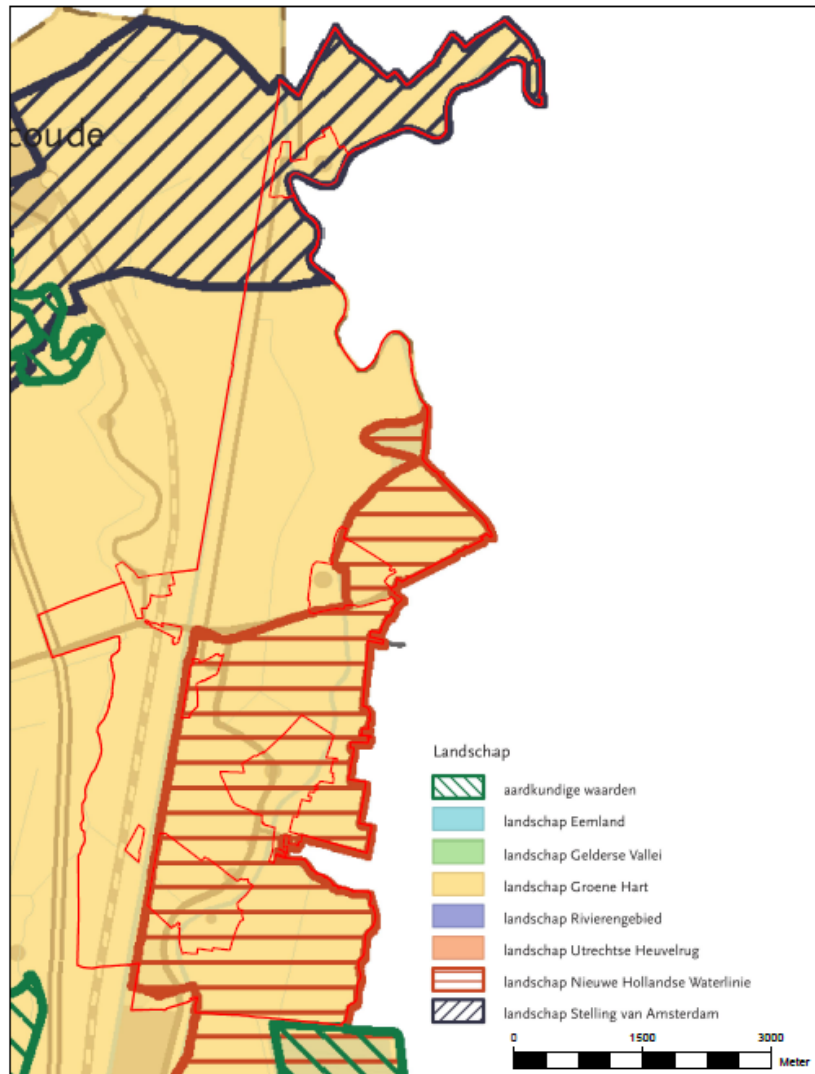 coude
Landschap
aardkundige waarden
landschap Eemland
landschap Gelderse Vallei
landschap Groene Hart
landschap Rivierengebied
landschap Utrechtse Heuvelrug
landschap Nieuwe Hollandse Waterlinie
landschap Stelling van Amsterdam
0 1500 3000
Meter